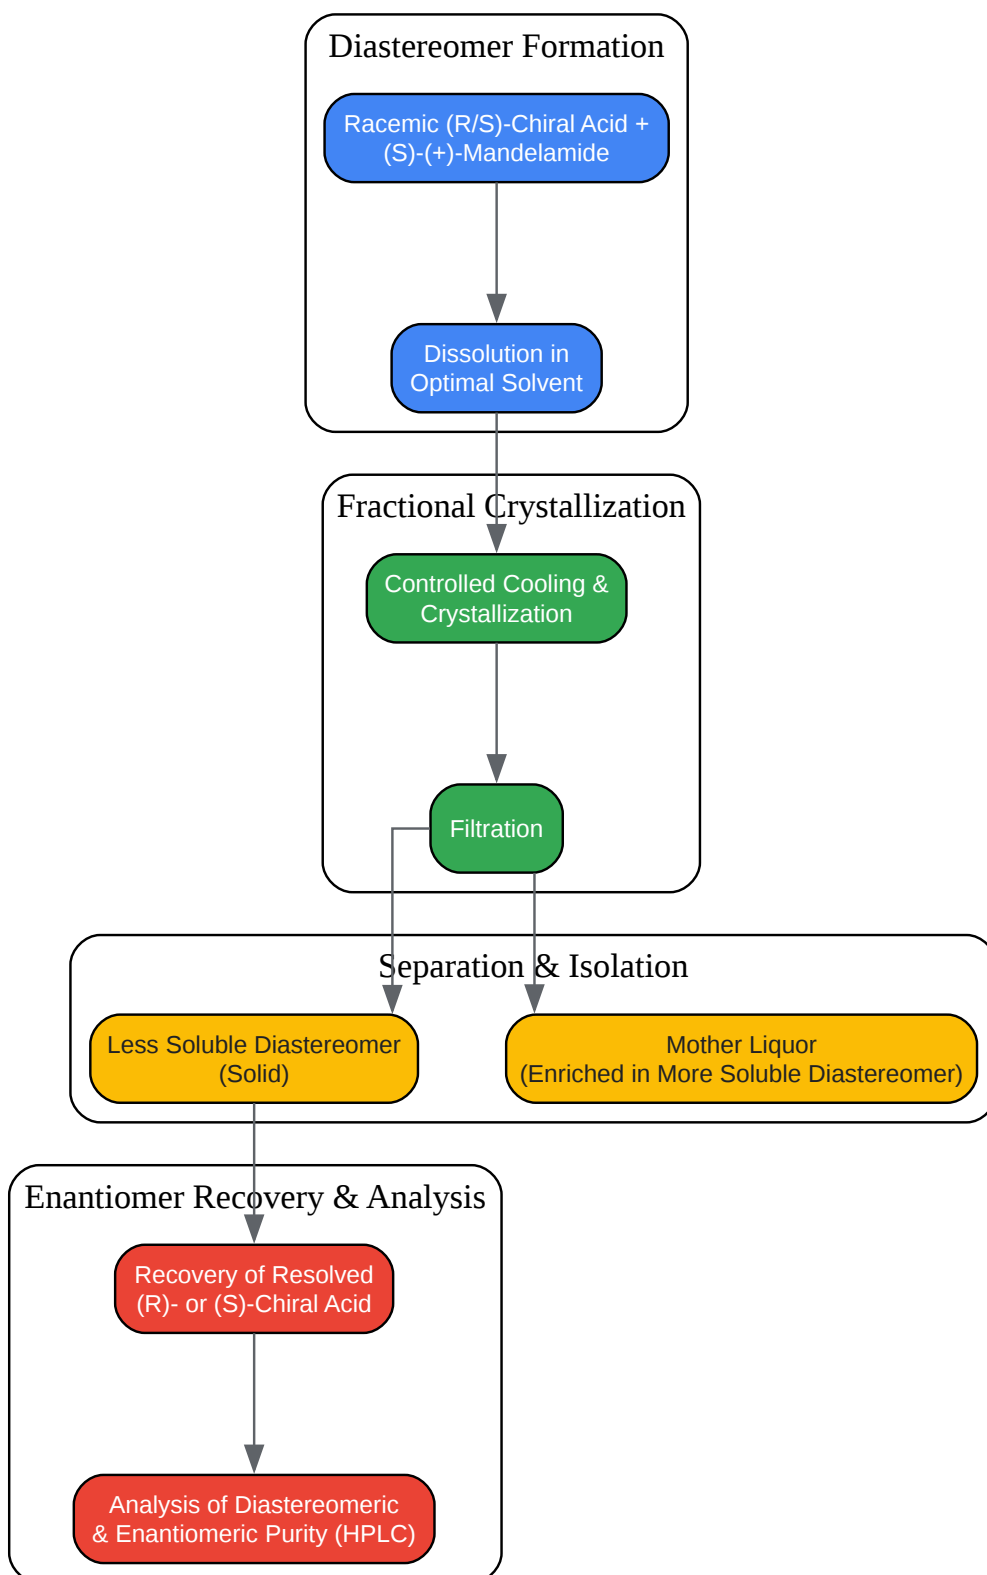 Diastereomer Formation
Racemic (R/S)-Chiral Acid +
(S)-(+)-Mandelamide
Dissolution in
Optimal Solvent
Fractional Crystallization
Controlled Cooling &
Crystallization
Filtration
Separation & Isolation
Less Soluble Diastereomer
(Solid)
Mother Liquor
(Enriched in More Soluble Diastereomer)
Enantiomer Recovery & Analysis
Recovery of Resolved
(R)- or (S)-Chiral Acid
Analysis of Diastereomeric
& Enantiomeric Purity (HPLC)